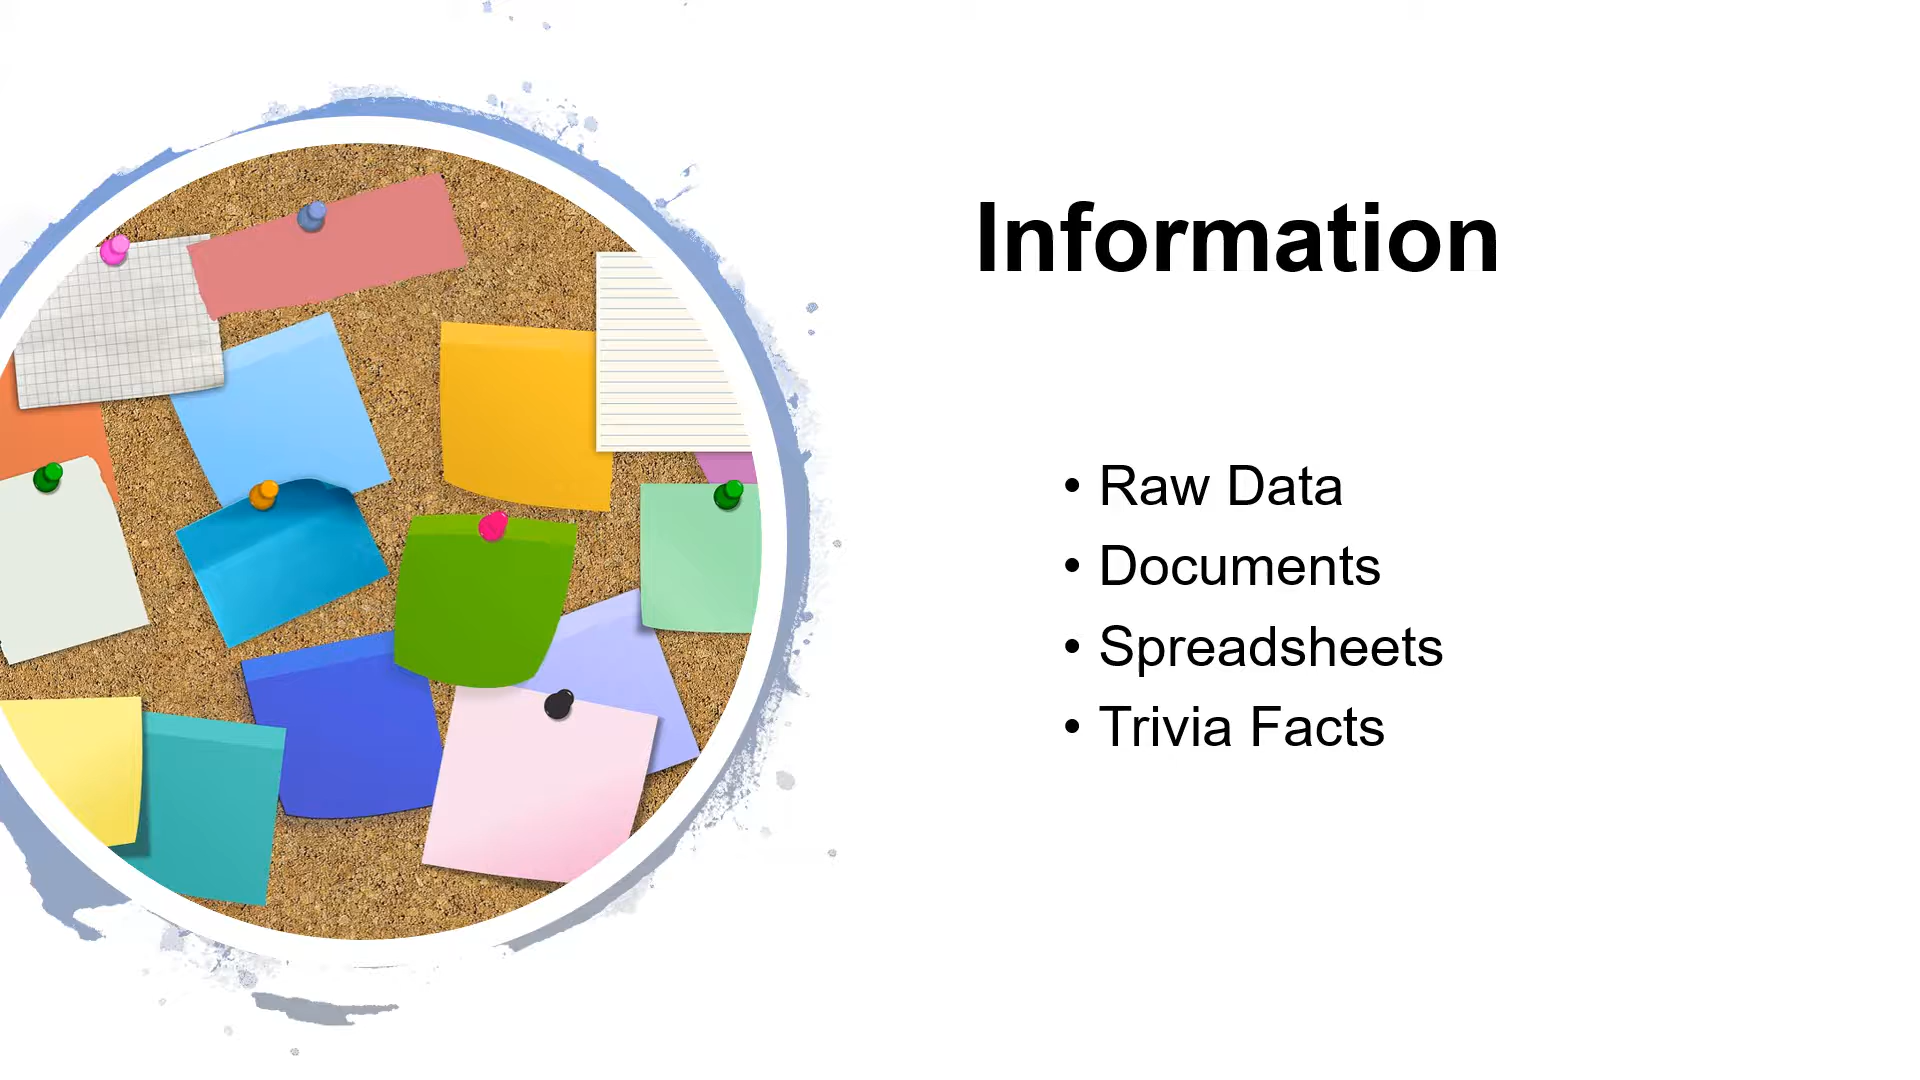 Information
• Raw Data
• Documents
• Spreadsheets
• Trivia Facts